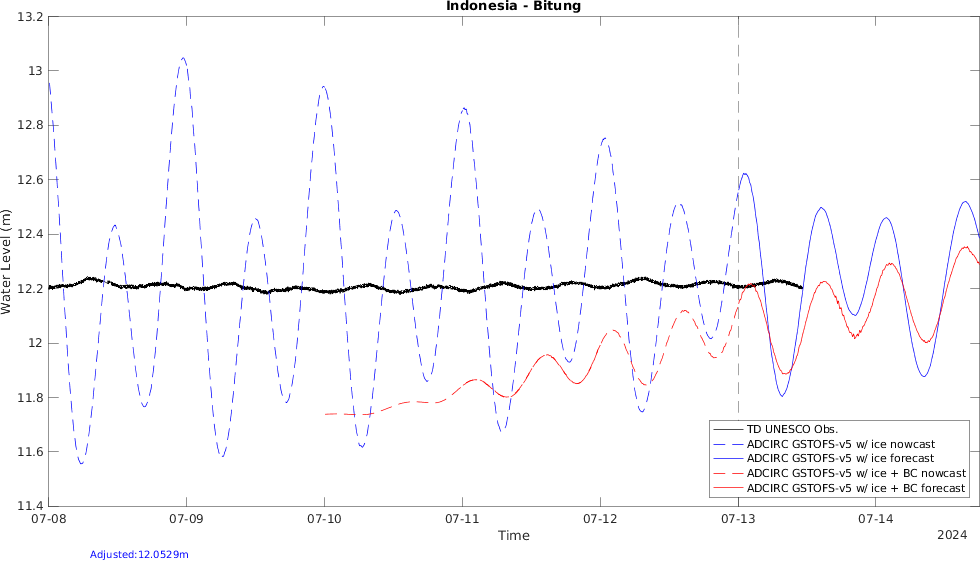 Indonesia - Bitung
13.2
13
12.8
12.6
12.4
12.2
12
11.8
11.6
11.4
Water Level (m)
TD UNESCO Obs.
ADCIRC GSTOFS-v5 w/ ice nowcast
ADCIRC GSTOFS-v5 w/ ice forecast
ADCIRC GSTOFS-v5 w/ ice + BC nowcast
ADCIRC GSTOFS-v5 w/ ice + BC forecast
07-08 07-09 07-10 07-11 07-12 07-13 07-14
Time
2024
Adjusted:12.0529m